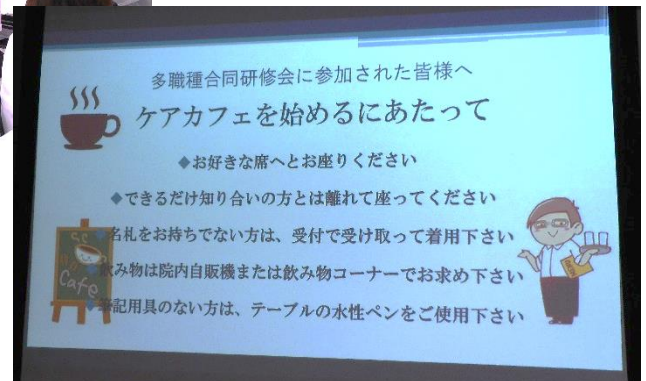 多職種合同研修会に参加された皆様へ
ケアカフェを始めるにあたって
◆お好きな席へとお座りください
◆できるだけ知り合いの方とは離れて座ってください
◆名札をお持ちでない方は、受付で受け取って着用下さい
◆飲み物は院内自販機または飲み物コーナーでお求め下さい
◆筆記用具のない方は、テーブルの水性ペンをご使用下さい
Cafe